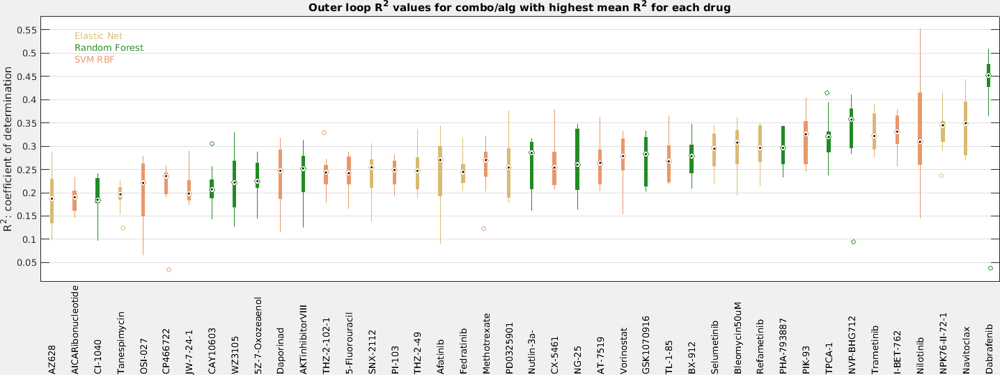 Outer loop R2 values for combo/alg with highest mean R2 for each drug
R2: coefficient of determination
0.55
0.5
0.45
0.4
0.35
0.3
0.25
0.2
0.15
0.1
0.05
Elastic Net
Random Forest
SVM RBF
AZ628
AICARibonucleotide
CI-1040
Tanespimycin
OSI-027
CP466722
JW-7-24-1
CAY10603
WZ3105
5Z-7-Oxozeaenol
Daporinad
AKTinhibitorVIII
THZ-2-102-1
5-Fluorouracil
SNX-2112
PI-103
THZ-2-49
Afatinib
Fedratinib
Methotrexate
PD0325901
Nutlin-3a-
CX-5461
NG-25
AT-7519
Vorinostat
GSK1070916
TL-1-85
BX-912
Selumetinib
Bleomycin50uM
Refametinib
PHA-793887
PIK-93
TPCA-1
NVP-BHG712
Trametinib
I-BET-762
Nilotinib
NPK76-II-72-1
Navitoclax
Dabrafenib